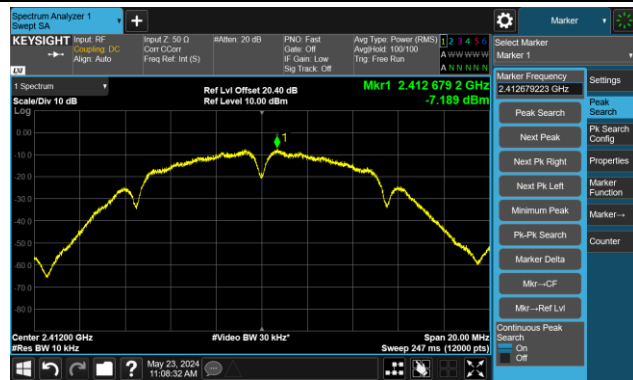 Spectrum Analyzer 1
Swept SA
Marker
KEYSIGHT
Input: RF
Coupling: DC
Align: Auto
Input Z: 50 Ω
Corr CCorr
Freq Ref: Int (S)
#Atten: 20 dB
PNO: Fast
Gate: Off
IF Gain: Low
Sig Track: Off
Avg Type: Power (RMS)
Avg|Hold: 100/100
Trig: Free Run
1 2 3 4 5 6
A W W W W W
A N N N N N
LXI
Select Marker
Marker 1
1 Spectrum
Scale/Div 10 dB
Log
Ref Lvl Offset 20.40 dB
Ref Level 10.00 dBm
Mkr1 2.412 679 2 GHz
-7.189 dBm
Marker Frequency
2.412679223 GHz
Settings
Peak Search
Peak
Search
Next Peak
Pk Search
Config
Next Pk Right
Properties
Next Pk Left
Marker
Function
Minimum Peak
Marker→
Pk-Pk Search
Counter
Marker Delta
Mkr→CF
Mkr→Ref Lvl
Continuous Peak
Search
On
Off
1
0.00
-10.0
-20.0
-30.0
-40.0
-50.0
-60.0
-70.0
-80.0
Center 2.41200 GHz
#Res BW 10 kHz
#Video BW 30 kHz*
Span 20.00 MHz
Sweep 247 ms (12000 pts)
May 23, 2024
11:08:32 AM